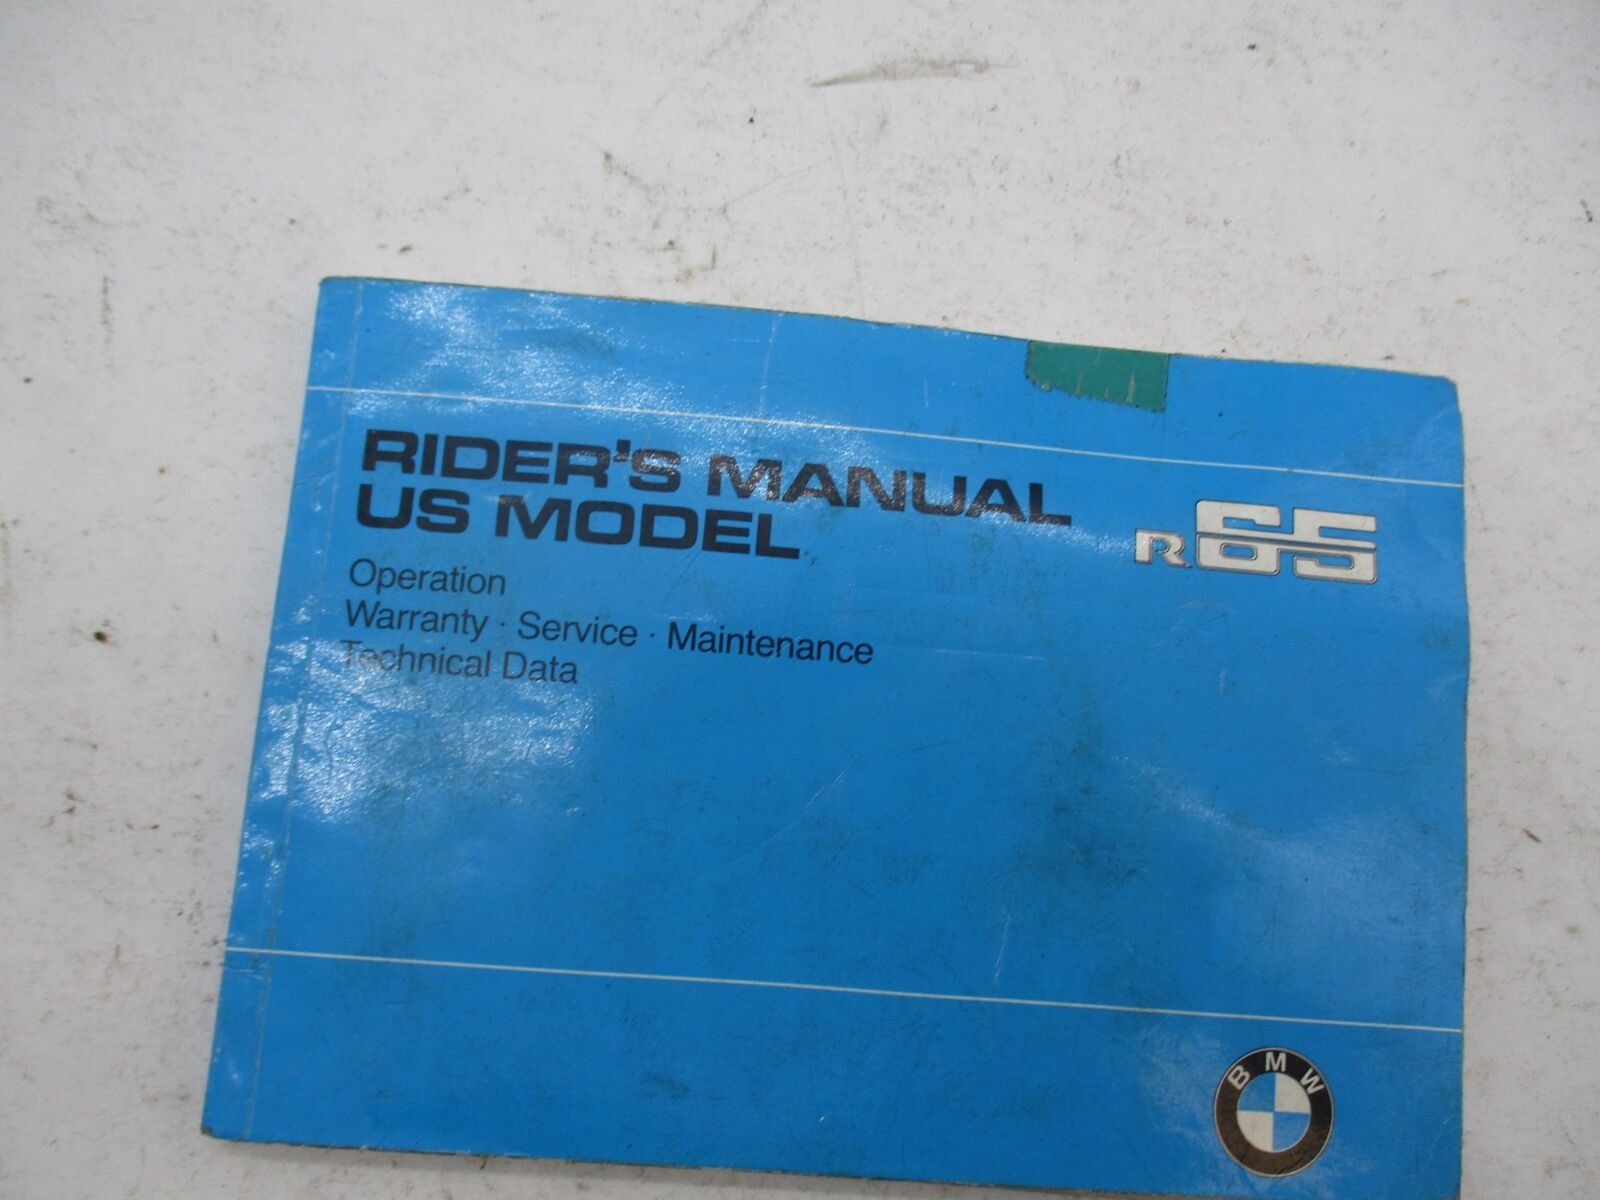 RIDER'S MANUAL
US MODEL
R65
Operation
Warranty · Service · Maintenance
Technical Data
BMW